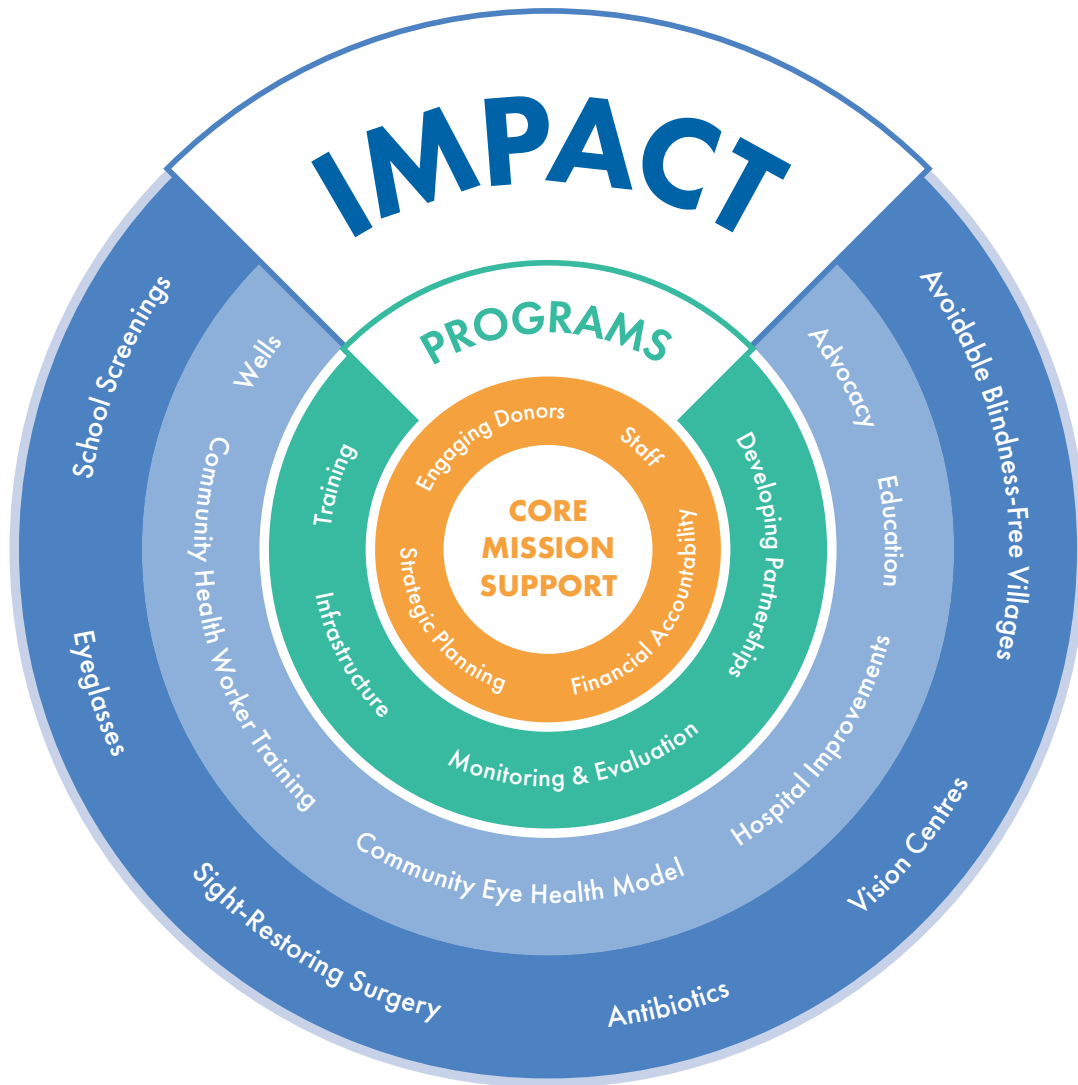 IMPACT
PROGRAMS
CORE
MISSION
SUPPORT
Engaging Donors
Staff
Financial Accountability
Strategic Planning
Training
Infrastructure
Monitoring & Evaluation
Developing Partnerships
Wells
Community Health Worker Training
Community Eye Health Model
Hospital Improvements
Education
Advocacy
School Screenings
Eyeglasses
Sight-Restoring Surgery
Antibiotics
Vision Centres
Avoidable Blindness-Free Villages